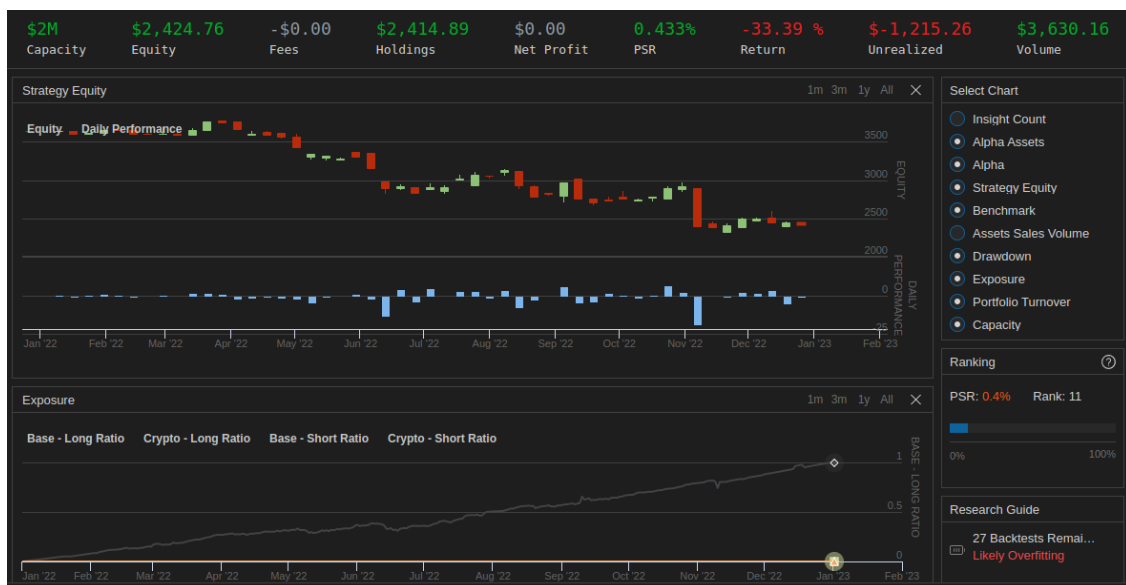 $2M $2,424.76 -$0.00 $2,414.89 $0.00 0.433% -33.39 % $-1,215.26 $3,630.16
Capacity Equity Fees Holdings Net Profit PSR Return Unrealized Volume
Strategy Equity 1m 3m 1y All
Equity Daily Performance
3500
3000
2500
2000
EQUITY
0
-25
DAILY
PERFORMANCE
Jan '22 Feb '22 Mar '22 Apr '22 May '22 Jun '22 Jul '22 Aug '22 Sep '22 Oct '22 Nov '22 Dec '22 Jan '23 Feb '23
Exposure 1m 3m 1y All
Base - Long Ratio Crypto - Long Ratio Base - Short Ratio Crypto - Short Ratio
1
0.5
0
BASE - LONG RATIO
Jan '22 Feb '22 Mar '22 Apr '22 May '22 Jun '22 Jul '22 Aug '22 Sep '22 Oct '22 Nov '22 Dec '22 Jan '23 Feb '23
Select Chart
Insight Count
Alpha Assets
Alpha
Strategy Equity
Benchmark
Assets Sales Volume
Drawdown
Exposure
Portfolio Turnover
Capacity
Ranking ?
PSR: 0.4% Rank: 11
0% 100%
Research Guide
27 Backtests Remai...
Likely Overfitting